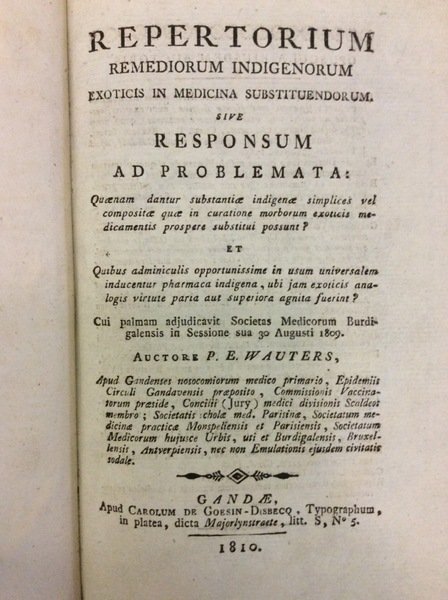 REPERTORIUM
REMEDIORUM INDIGENORUM
EXOTICIS IN MEDICINA SUBSTITUENDORUM.
SIVE
RESPONSUM
AD PROBLEMATA:
Quænam dantur substantiæ indigenæ simplices vel
compositæ quæ in curatione morborum exoticis me-
dicamentis prospere substitui possunt?
ET
Quibus adminiculis opportunissime in usum universalem
inducentur pharmaca indigena, ubi jam exoticis ana-
logis virtute paria aut superiora agnita fuerint?
Cui palmam adjudicavit Societas Medicorum Burdi-
galensis in Sessione sua 30 Augusti 1809.
AUCTORE P. E. WAUTERS,
Apud Gandenses nosocomiorum medico primario, Epidemiis
Circuli Gandavensis præposito, Commissionis Vaccina-
torum præside, Concilii (Jury) medici divisionis Scaldeæ
membro; Societatis scholæ med. Parisinæ, Societatum me-
dicinæ practicæ Monspeliensis et Parisiensis, Societatum
Medicorum hujusce Urbis, uti et Burdigalensis, Bruxel-
lensis, Antverpiensis, nec non Emulationis ejusdem civitatis
sodale.
GANDÆ,
Apud CAROLUM DE GOESIN-DISBECQ, Typographum,
in platea, dicta Majorlynstraete, litt. S, Nº 5.
1810.